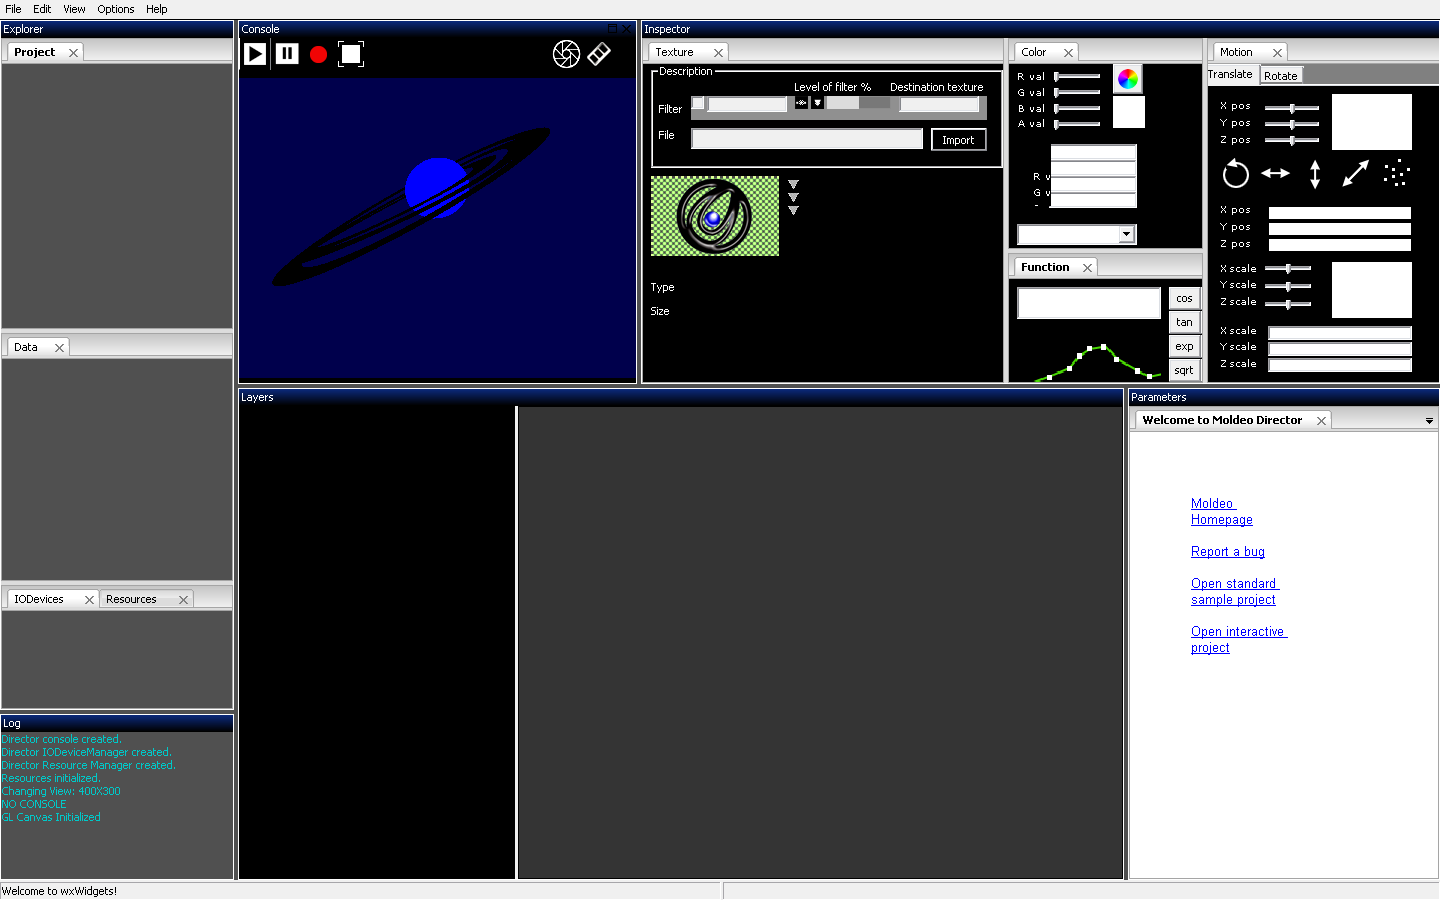 File Edit View Options Help
Explorer
Project
Data
IODevices Resources
Log
Director console created.
Director IODeviceManager created.
Director Resource Manager created.
Resources initialized.
Changing View: 400X300
NO CONSOLE
GL Canvas Initialized
Console
Inspector
Texture
Description
Level of filter % Destination texture
Filter
File
Import
Type
Size
Color
R val
G val
B val
A val
R v
G v
Function
cos
tan
exp
sqrt
Motion
Translate Rotate
X pos
Y pos
Z pos
X pos
Y pos
Z pos
X scale
Y scale
Z scale
X scale
Y scale
Z scale
Layers
Parameters
Welcome to Moldeo Director
Moldeo
Homepage
Report a bug
Open standard
sample project
Open interactive
project
Welcome to wxWidgets!